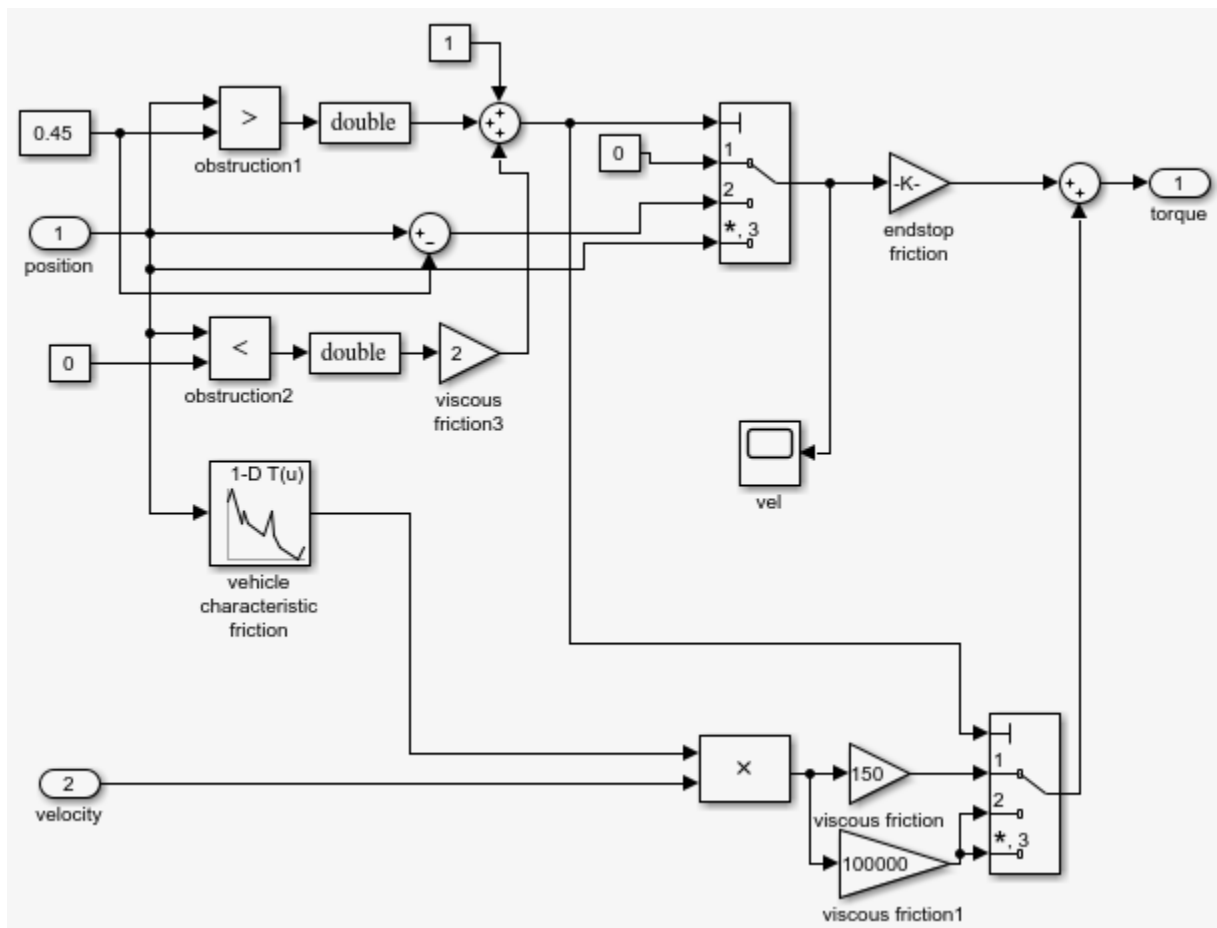 1
0.45
>
double
+
+
+
obstruction1
0
1
2
*, 3
-K-
endstop
friction
+
+
1
torque
1
position
+
−
0
<
double
2
obstruction2
viscous
friction3
1-D T(u)
vehicle
characteristic
friction
vel
2
velocity
×
150
viscous friction
100000
viscous friction1
1
2
*, 3